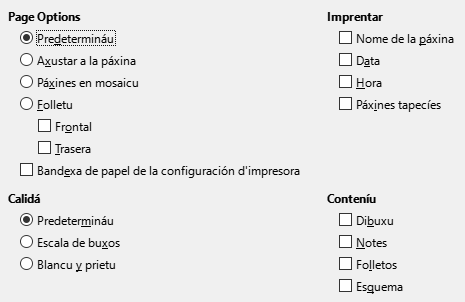 Page Options
Predetermináu
Axustar a la páxina
Páxines en mosaicu
Folletu
Frontal
Trasera
Bandexa de papel de la configuración d'impresora
Imprentar
Nome de la páxina
Data
Hora
Páxines tapecíes
Calidá
Predetermináu
Escala de buxos
Blancu y prietu
Conteníu
Dibuxu
Notes
Folletos
Esquema